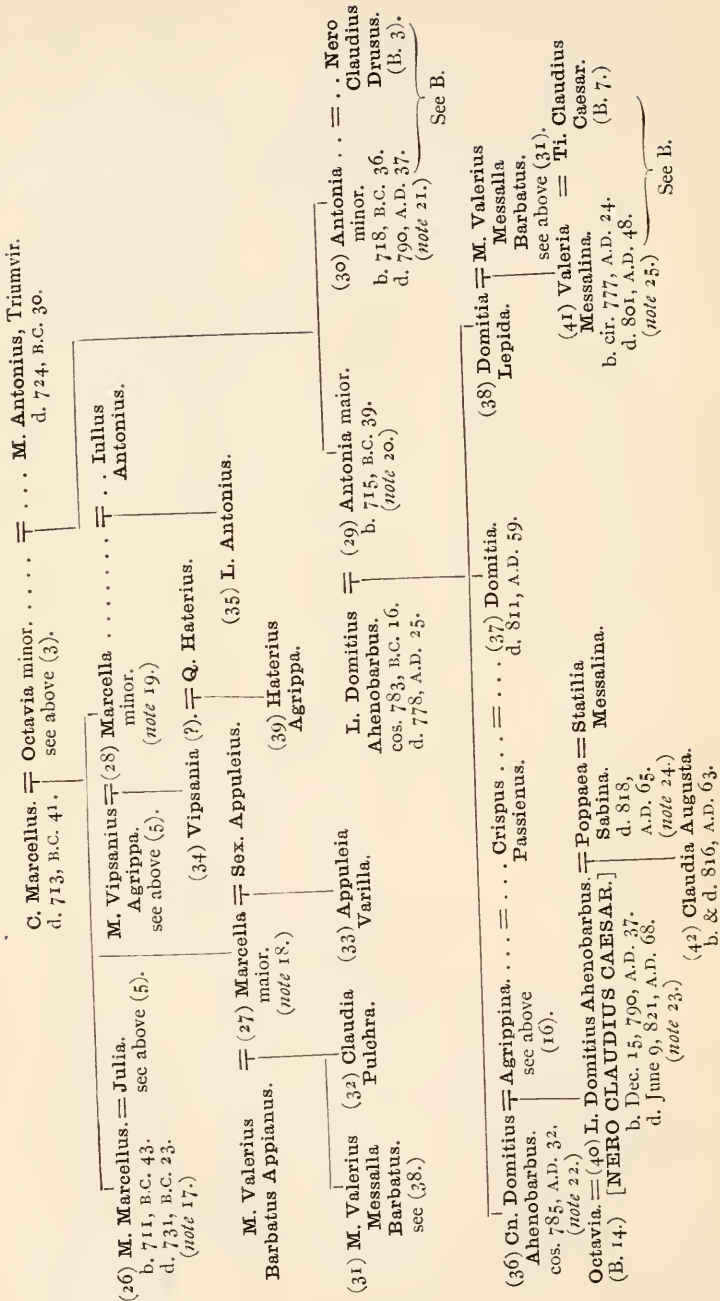 C. Marcellus. = Octavia minor. . . . . = . . . M. Antonius, Triumvir.
d. 713, B.C. 41. see above (3). d. 724, B.C. 30.
(26) M. Marcellus. = Julia.
b. 711, B.C. 43. see above (5).
d. 731, B.C. 23.
(note 17.)
M. Vipsanius = (28) Marcella . . . . . . . . = . . Iullus
Agrippa. minor. Antonius.
see above (5). (note 19.)
(34) Vipsania (?). = Q. Haterius.
(35) L. Antonius.
(30) Antonia . . = . . Nero
minor. Claudius
b. 718, B.C. 36. Drusus.
d. 790, A.D. 37. (B. 3).
(note 21.)
See B.
M. Valerius = (27) Marcella = Sex. Appuleius.
Barbatus Appianus. maior.
(note 18.)
(39) Haterius
Agrippa.
(31) M. Valerius (32) Claudia (33) Appuleia
Messalla Pulchra. Varilla.
Barbatus.
see (38.)
L. Domitius = (29) Antonia maior.
Ahenobarbus. b. 715, B.C. 39.
cos. 783, B.C. 16. (note 20.)
d. 778, A.D. 25.
(36) Cn. Domitius = Agrippina. . . . = . . . Crispus . . . = . . . (37) Domitia.
Ahenobarbus. see above Passienus. d. 811, A.D. 59.
cos. 785, A.D. 32. (16).
(note 22.)
(38) Domitia = M. Valerius
Lepida. Messalla
Barbatus.
see above (31).
(41) Valeria = Ti. Claudius
Messalina. Caesar.
b. cir. 777, A.D. 24. (B. 7.)
d. 801, A.D. 48.
(note 25.)
See B.
Octavia. = (40) L. Domitius Ahenobarbus. = Poppaea = Statilia
(B. 14.) [NERO CLAUDIUS CAESAR.] Sabina. Messalina.
b. Dec. 15, 790, A.D. 37. d. 818,
d. June 9, 821, A.D. 68. A.D. 65.
(note 23.) (note 24.)
(42) Claudia Augusta.
b. & d. 816, A.D. 63.